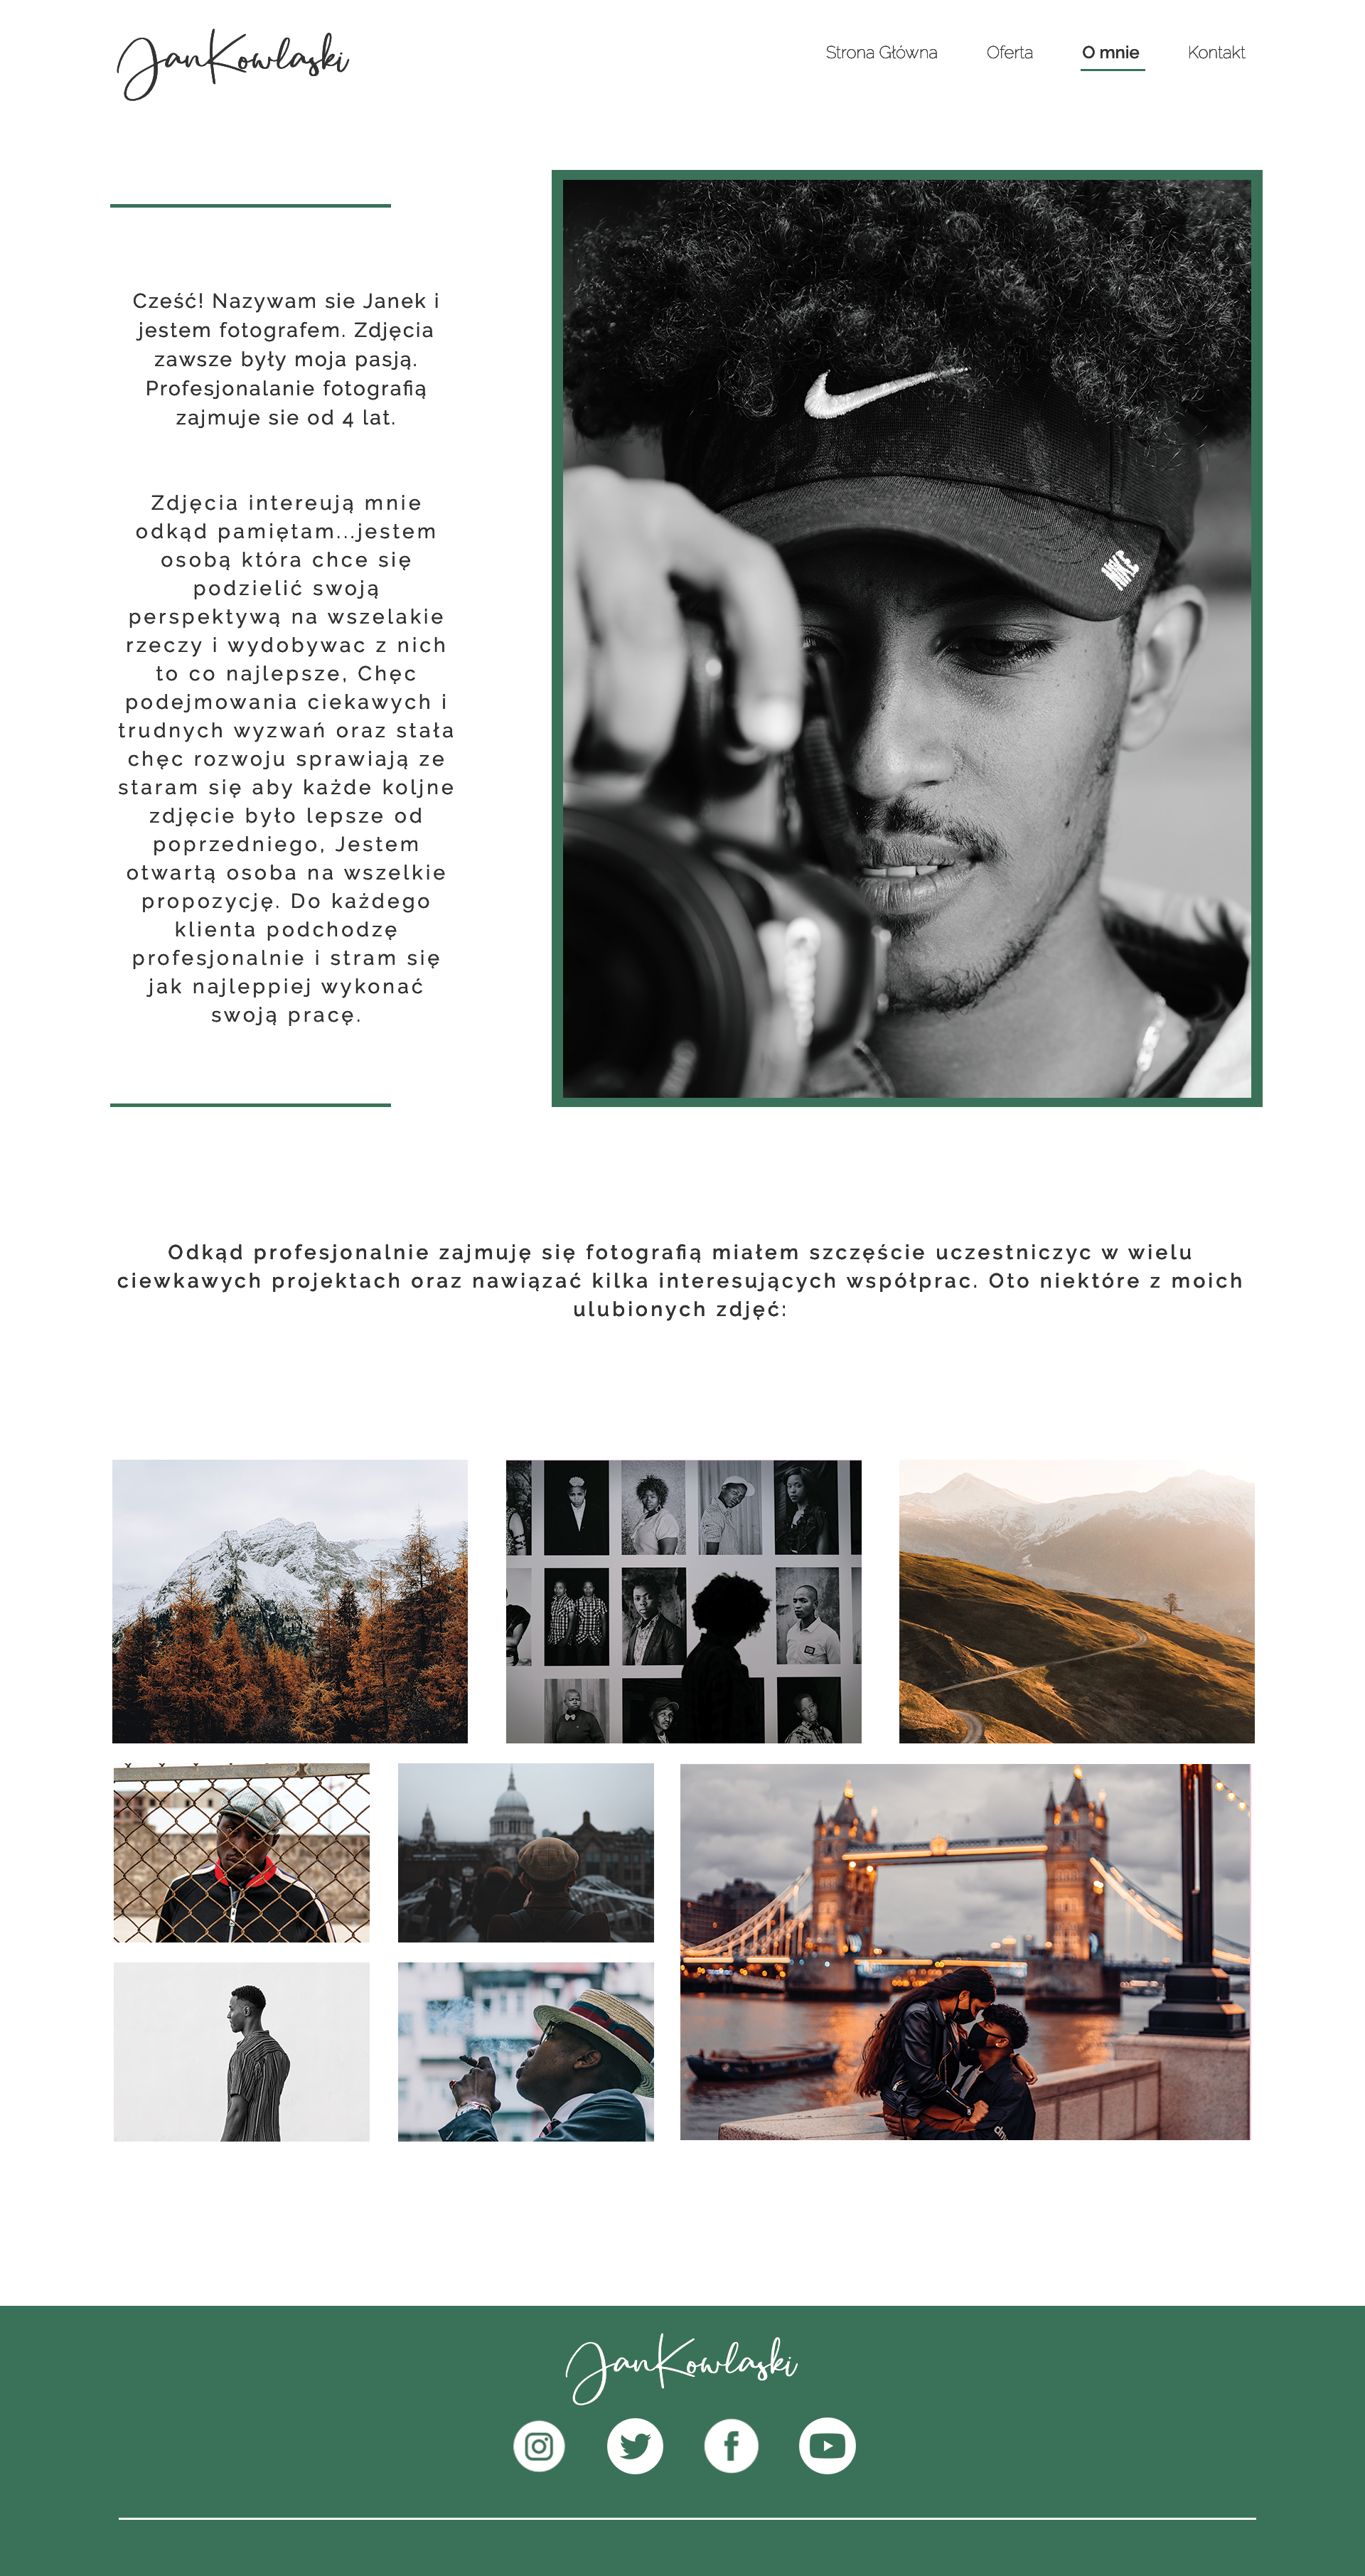 JanKowlaski
Strona Główna Oferta O mnie Kontakt
Cześć! Nazywam sie Janek i
jestem fotografem. Zdjęcia
zawsze były moja pasją.
Profesjonalanie fotografią
zajmuje sie od 4 lat.
Zdjęcia intereują mnie
odkąd pamiętam...jestem
osobą która chce się
podzielić swoją
perspektywą na wszelakie
rzeczy i wydobywac z nich
to co najlepsze, Chęc
podejmowania ciekawych i
trudnych wyzwań oraz stała
chęc rozwoju sprawiają ze
staram się aby każde koljne
zdjęcie było lepsze od
poprzedniego, Jestem
otwartą osoba na wszelkie
propozycję. Do każdego
klienta podchodzę
profesjonalnie i stram się
jak najleppiej wykonać
swoją pracę.
NIKE
Odkąd profesjonalnie zajmuję się fotografią miałem szczęście uczestniczyc w wielu
ciewkawych projektach oraz nawiązać kilka interesujących współprac. Oto niektóre z moich
ulubionych zdjęć:
JanKowlaski